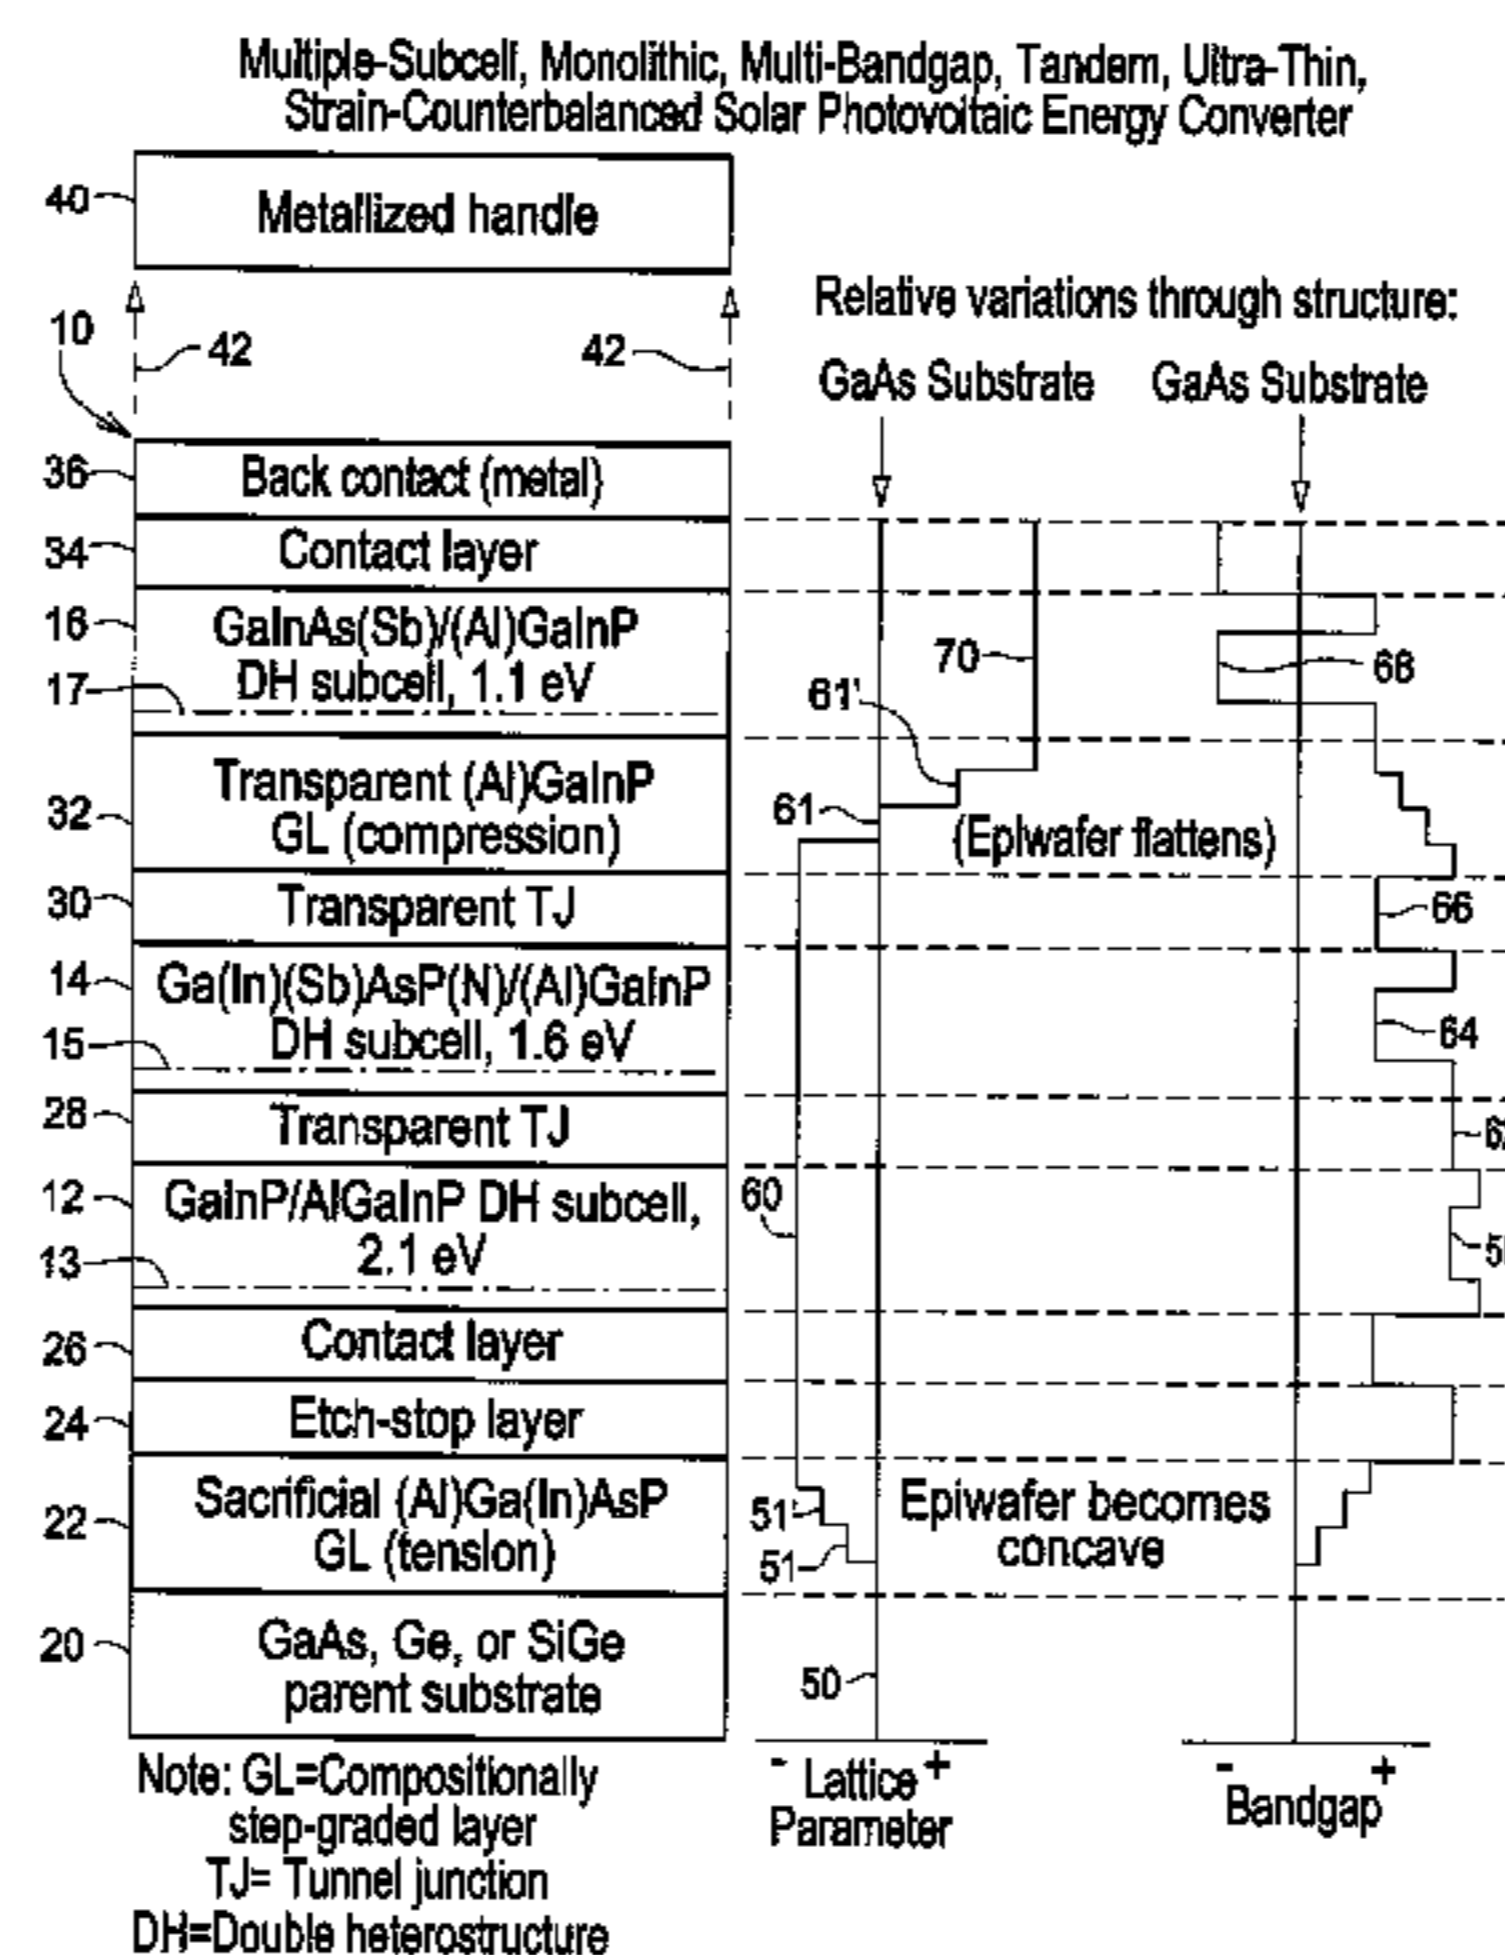 Multiple-Subcell, Monolithic, Multi-Bandgap, Tandem, Ultra-Thin,
Strain-Counterbalanced Solar Photovoltaic Energy Converter
40
Metallized handle
10
42
42
Relative variations through structure:
GaAs Substrate
GaAs Substrate
36
Back contact (metal)
34
Contact layer
16
GaInAs(Sb)/(Al)GaInP
DH subcell, 1.1 eV
17
70
68
61'
32
Transparent (Al)GaInP
GL (compression)
61
(Epiwafer flattens)
30
Transparent TJ
66
14
Ga(In)(Sb)AsP(N)/(Al)GaInP
DH subcell, 1.6 eV
15
64
28
Transparent TJ
12
GaInP/AlGaInP DH subcell,
2.1 eV
13
60
26
Contact layer
24
Etch-stop layer
22
Sacrificial (Al)Ga(In)AsP
GL (tension)
51'
51
Epiwafer becomes
concave
20
GaAs, Ge, or SiGe
parent substrate
50
- Lattice +
Parameter
- +
Bandgap
Note: GL=Compositionally
step-graded layer
TJ= Tunnel junction
DH=Double heterostructure